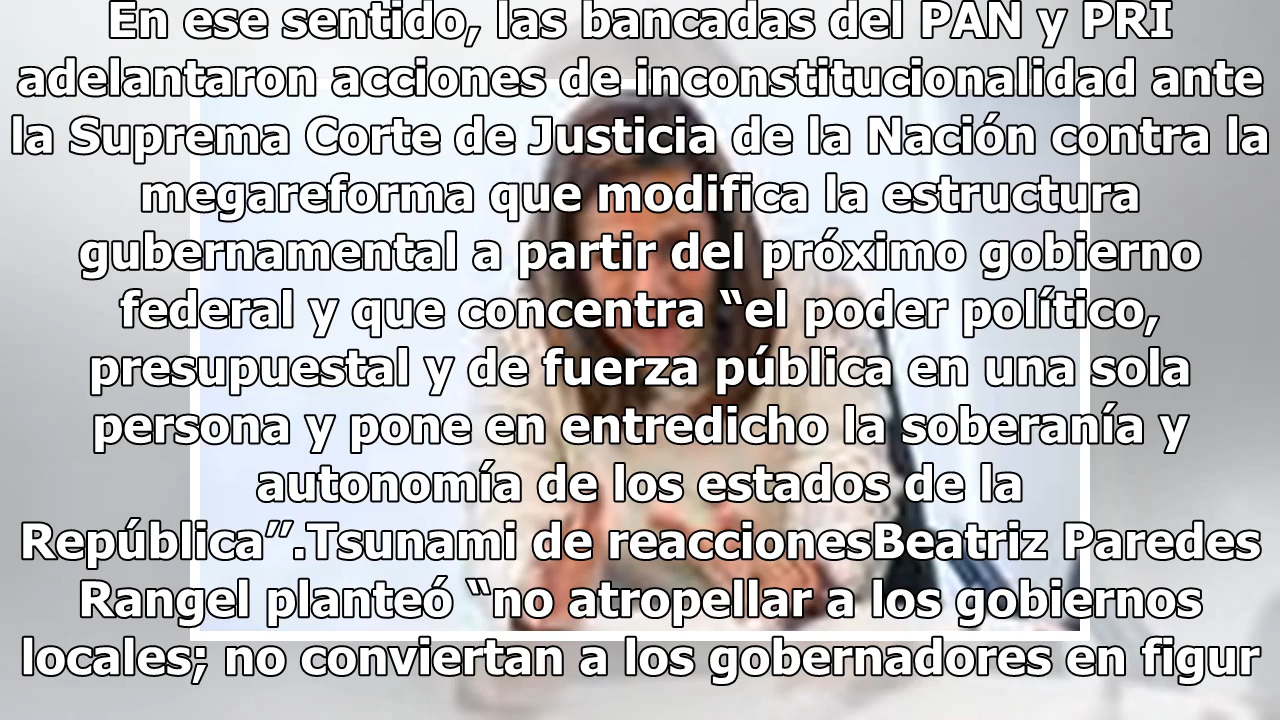 En ese sentido, las bancadas del PAN y PRI
adelantaron acciones de inconstitucionalidad ante
la Suprema Corte de Justicia de la Nación contra la
megareforma que modifica la estructura
gubernamental a partir del próximo gobierno
federal y que concentra “el poder político,
presupuestal y de fuerza pública en una sola
persona y pone en entredicho la soberanía y
autonomía de los estados de la
República”.Tsunami de reaccionesBeatriz Paredes
Rangel planteó “no atropellar a los gobiernos
locales; no conviertan a los gobernadores en figur